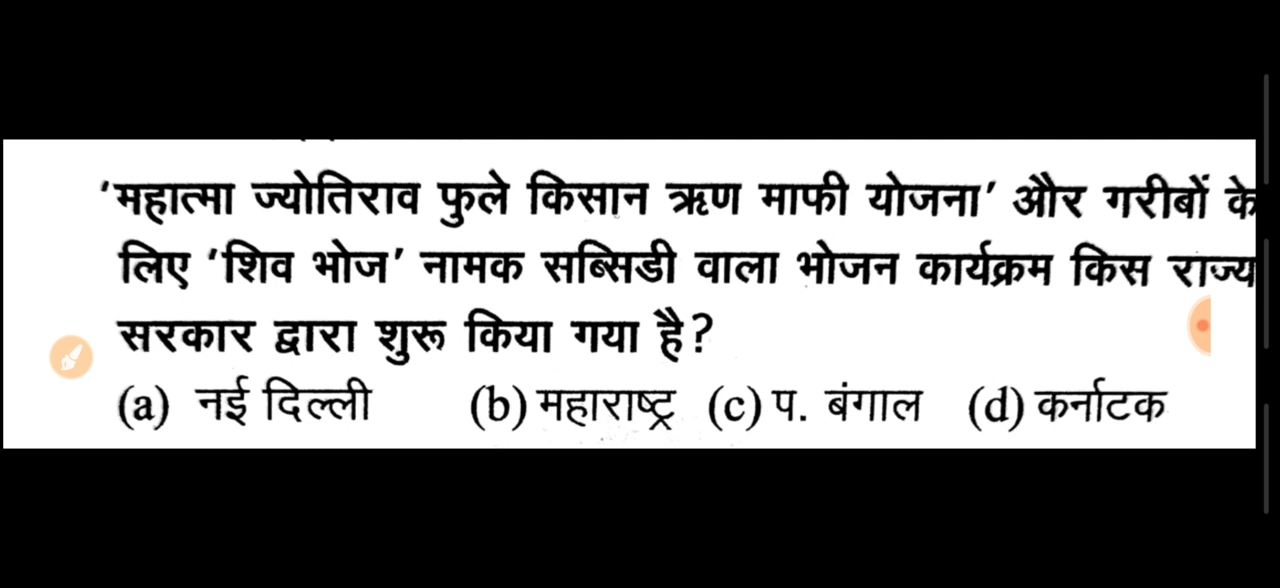 'महात्मा ज्योतिराव फुले किसान ऋण माफी योजना' और गरीबों के
लिए 'शिव भोज' नामक सब्सिडी वाला भोजन कार्यक्रम किस राज्य
सरकार द्वारा शुरू किया गया है?
(a) नई दिल्ली (b) महाराष्ट्र (c) प. बंगाल (d) कर्नाटक